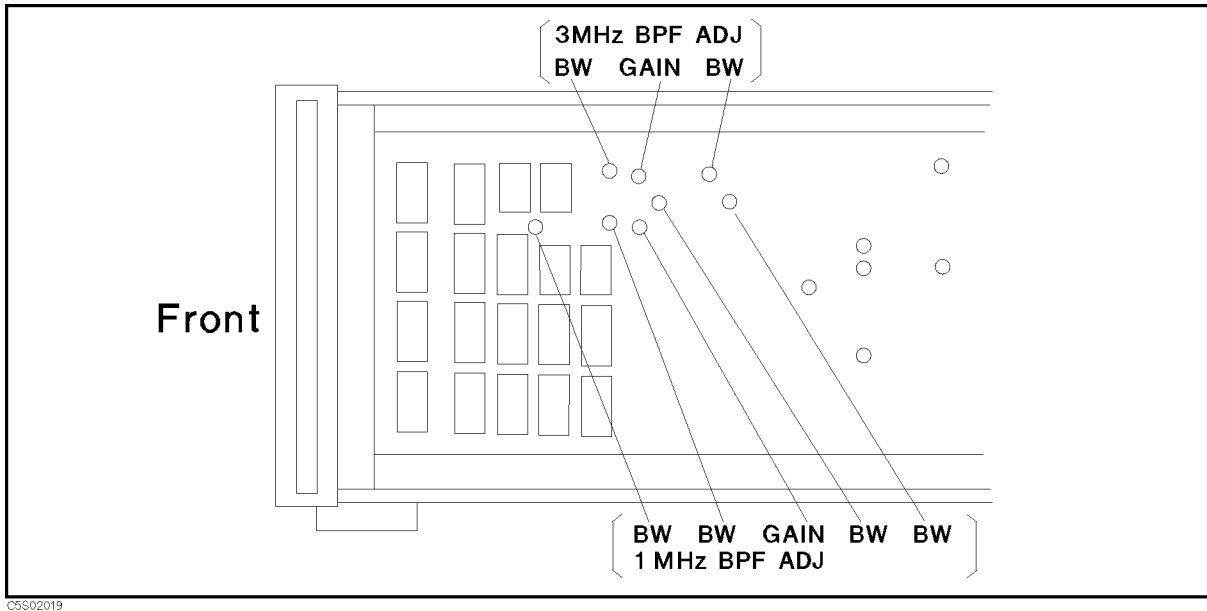 3MHz BPF ADJ
BW GAIN BW
Front
BW BW GAIN BW BW
1 MHz BPF ADJ
C5S02019